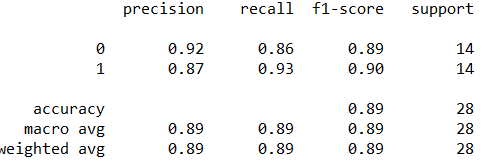 precision recall f1-score support
0 0.92 0.86 0.89 14
1 0.87 0.93 0.90 14
accuracy 0.89 28
macro avg 0.89 0.89 0.89 28
weighted avg 0.89 0.89 0.89 28